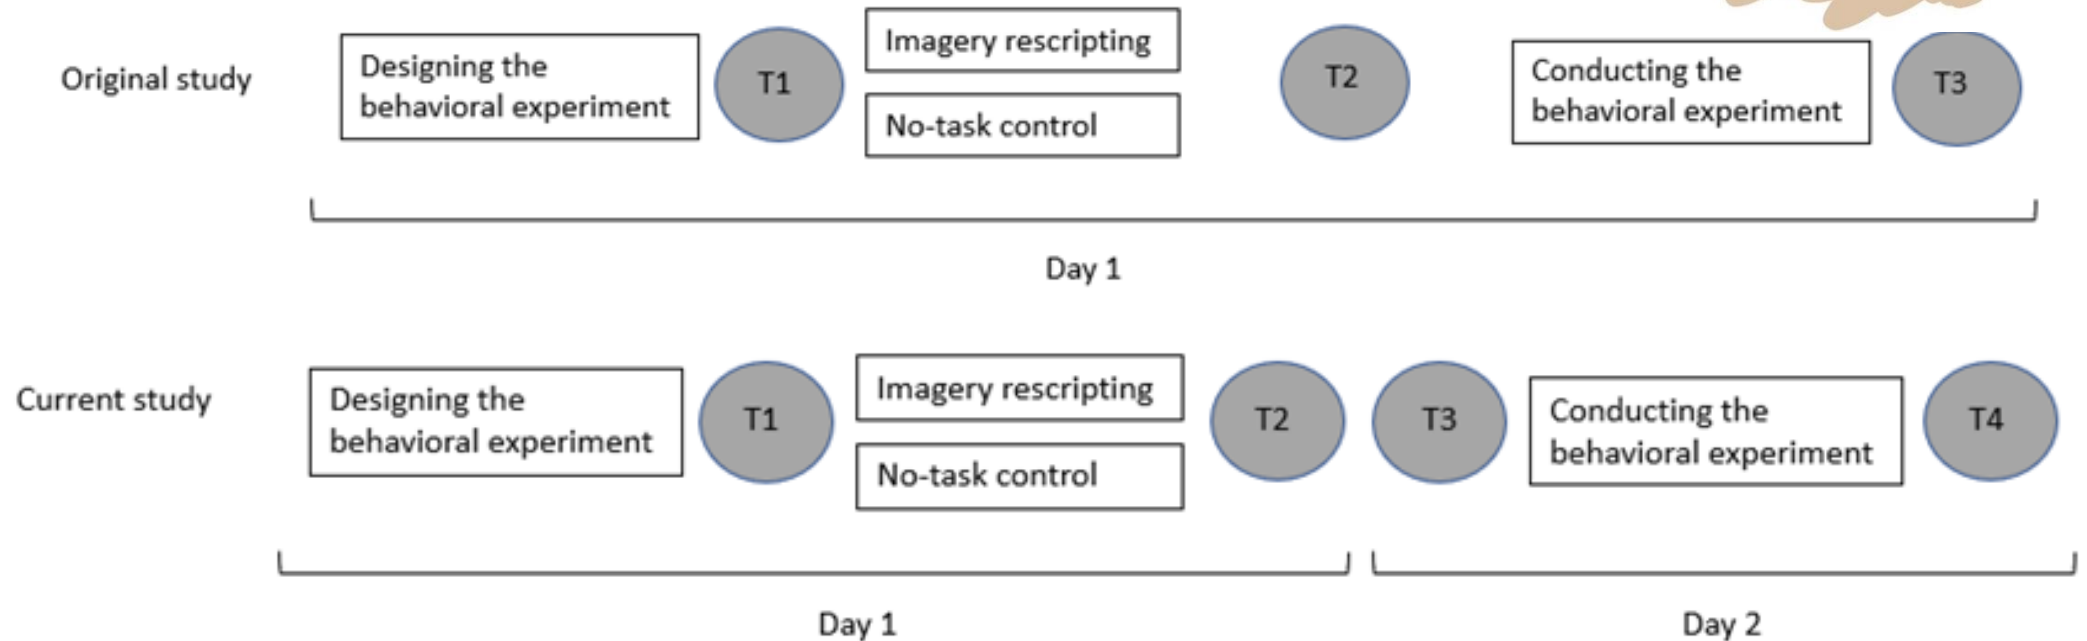 Original study
Designing the
behavioral experiment
T1
Imagery rescripting
No-task control
T2
Conducting the
behavioral experiment
T3
Day 1
Current study
Designing the
behavioral experiment
T1
Imagery rescripting
No-task control
T2
T3
Conducting the
behavioral experiment
T4
Day 1
Day 2